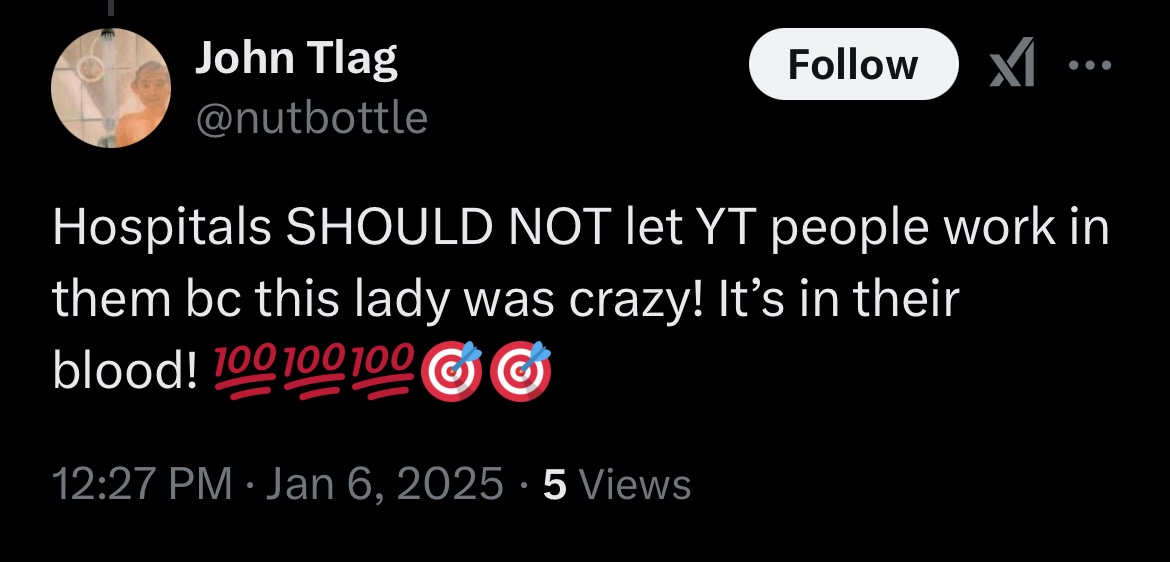 John Tlag
@nutbottle
Follow
Hospitals SHOULD NOT let YT people work in
them bc this lady was crazy! It’s in their
blood! 💯💯💯🎯🎯
12:27 PM · Jan 6, 2025 · 5 Views